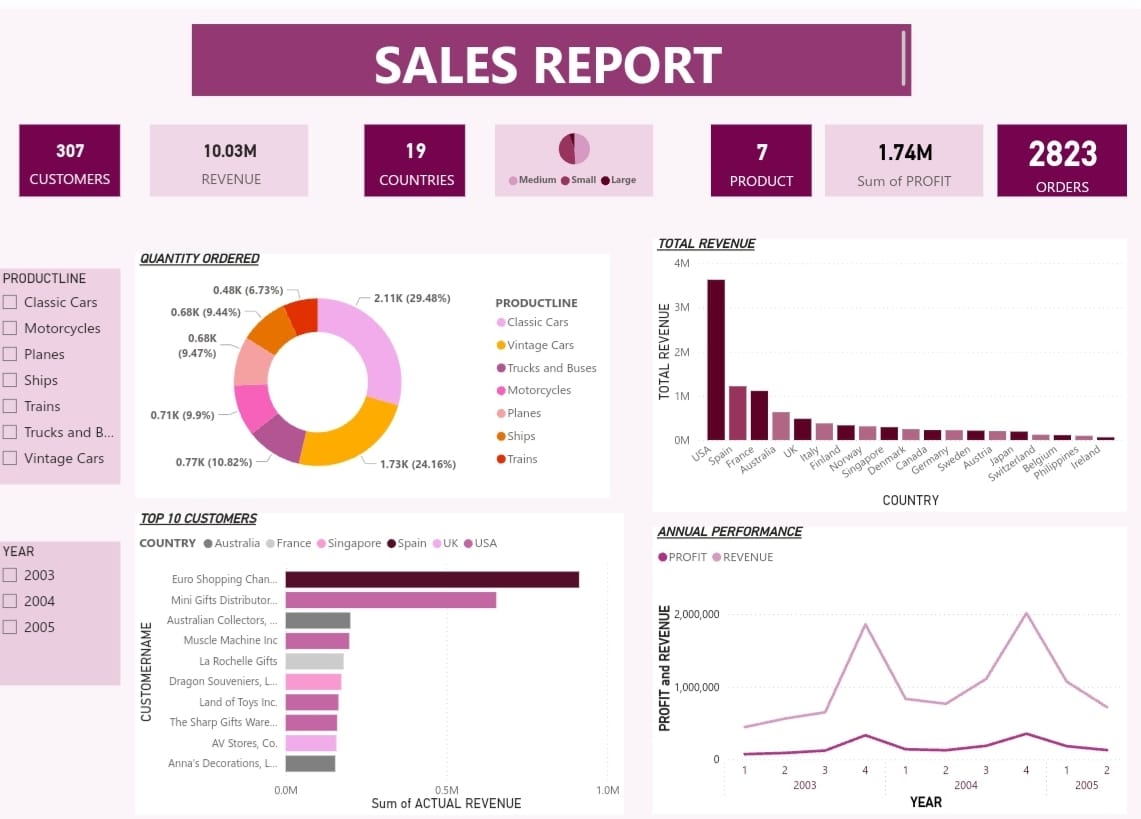 SALES REPORT
307
CUSTOMERS
10.03M
REVENUE
19
COUNTRIES
Medium Small Large
7
PRODUCT
1.74M
Sum of PROFIT
2823
ORDERS
PRODUCTLINE
Classic Cars
Motorcycles
Planes
Ships
Trains
Trucks and B...
Vintage Cars
YEAR
2003
2004
2005
QUANTITY ORDERED
0.48K (6.73%)
2.11K (29.48%)
0.68K (9.44%)
0.68K
(9.47%)
0.71K (9.9%)
0.77K (10.82%)
1.73K (24.16%)
PRODUCTLINE
Classic Cars
Vintage Cars
Trucks and Buses
Motorcycles
Planes
Ships
Trains
TOTAL REVENUE
TOTAL REVENUE
4M
3M
2M
1M
0M
USA
Spain
France
Australia
UK
Italy
Finland
Norway
Singapore
Denmark
Canada
Germany
Sweden
Austria
Japan
Switzerland
Belgium
Philippines
Ireland
COUNTRY
TOP 10 CUSTOMERS
COUNTRY Australia France Singapore Spain UK USA
CUSTOMERNAME
Euro Shopping Chan...
Mini Gifts Distributor...
Australian Collectors, ...
Muscle Machine Inc
La Rochelle Gifts
Dragon Souveniers, L...
Land of Toys Inc.
The Sharp Gifts Ware...
AV Stores, Co.
Anna's Decorations, L...
0.0M 0.5M 1.0M
Sum of ACTUAL REVENUE
ANNUAL PERFORMANCE
PROFIT REVENUE
PROFIT and REVENUE
2,000,000
1,000,000
0
1 2 3 4 1 2 3 4 1 2
2003 2004 2005
YEAR